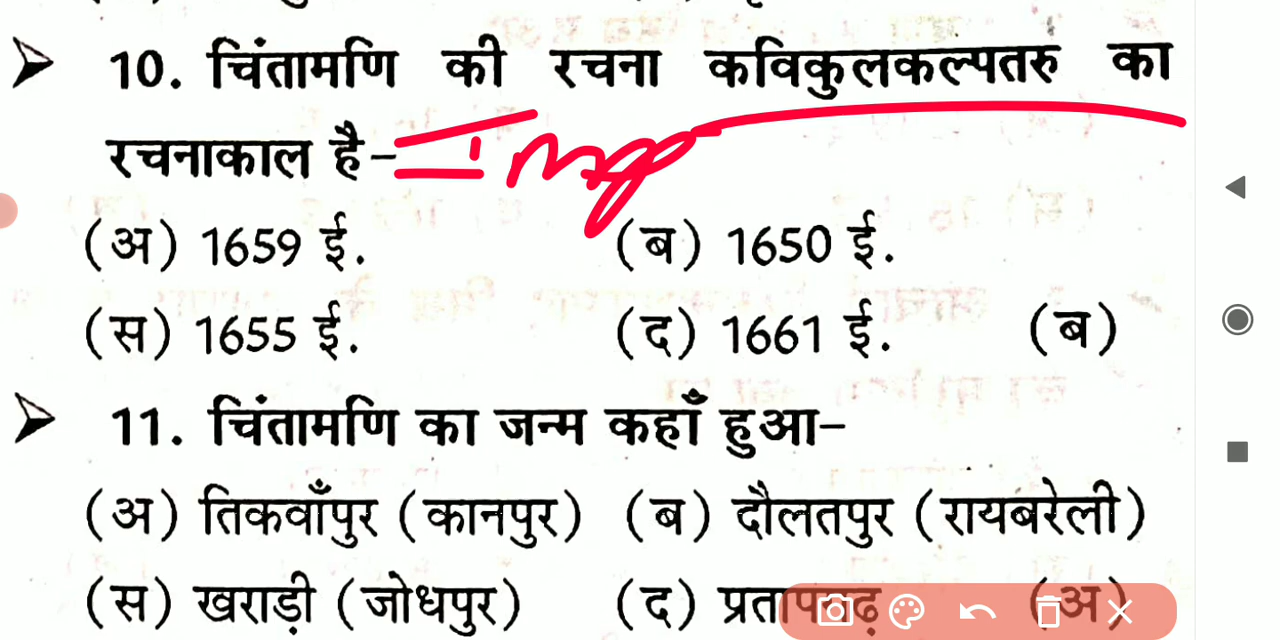 10. चिंतामणि की रचना कविकुलकल्पतरु का
रचनाकाल है-
(अ) 1659 ई. (ब) 1650 ई.
(स) 1655 ई. (द) 1661 ई. (ब)
11. चिंतामणि का जन्म कहाँ हुआ-
(अ) तिकवाँपुर (कानपुर) (ब) दौलतपुर (रायबरेली)
(स) खराड़ी (जोधपुर) (द) प्रतापगढ़ (अ)